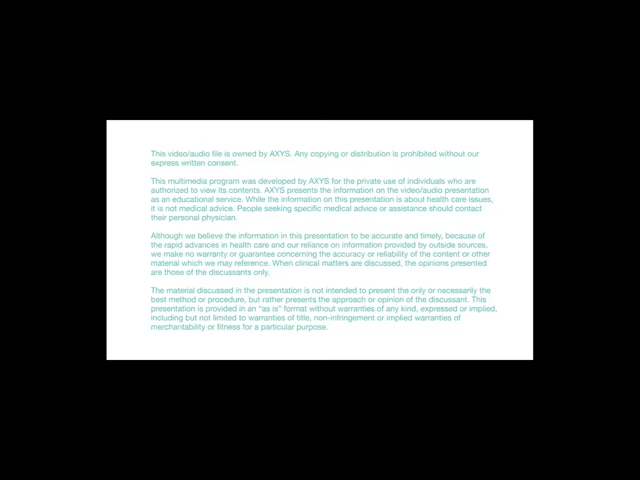 This video/audio file is owned by AXYS. Any copying or distribution is prohibited without our
express written consent.
This multimedia program was developed by AXYS for the private use of individuals who are
authorized to view its contents. AXYS presents the information on the video/audio presentation
as an educational service. While the information on this presentation is about health care issues,
it is not medical advice. People seeking specific medical advice or assistance should contact
their personal physician.
Although we believe the information in this presentation to be accurate and timely, because of
the rapid advances in health care and our reliance on information provided by outside sources,
we make no warranty or guarantee concerning the accuracy or reliability of the content or other
material which we may reference. When clinical matters are discussed, the opinions presented
are those of the discussants only.
The material discussed in the presentation is not intended to present the only or necessarily the
best method or procedure, but rather presents the approach or opinion of the discussant. This
presentation is provided in an “as is” format without warranties of any kind, expressed or implied,
including but not limited to warranties of title, non-infringement or implied warranties of
merchantability or fitness for a particular purpose.